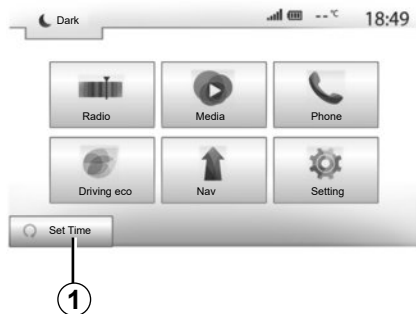 Dark
--°C
18:49
Radio
Media
Phone
Driving eco
Nav
Setting
Set Time
1